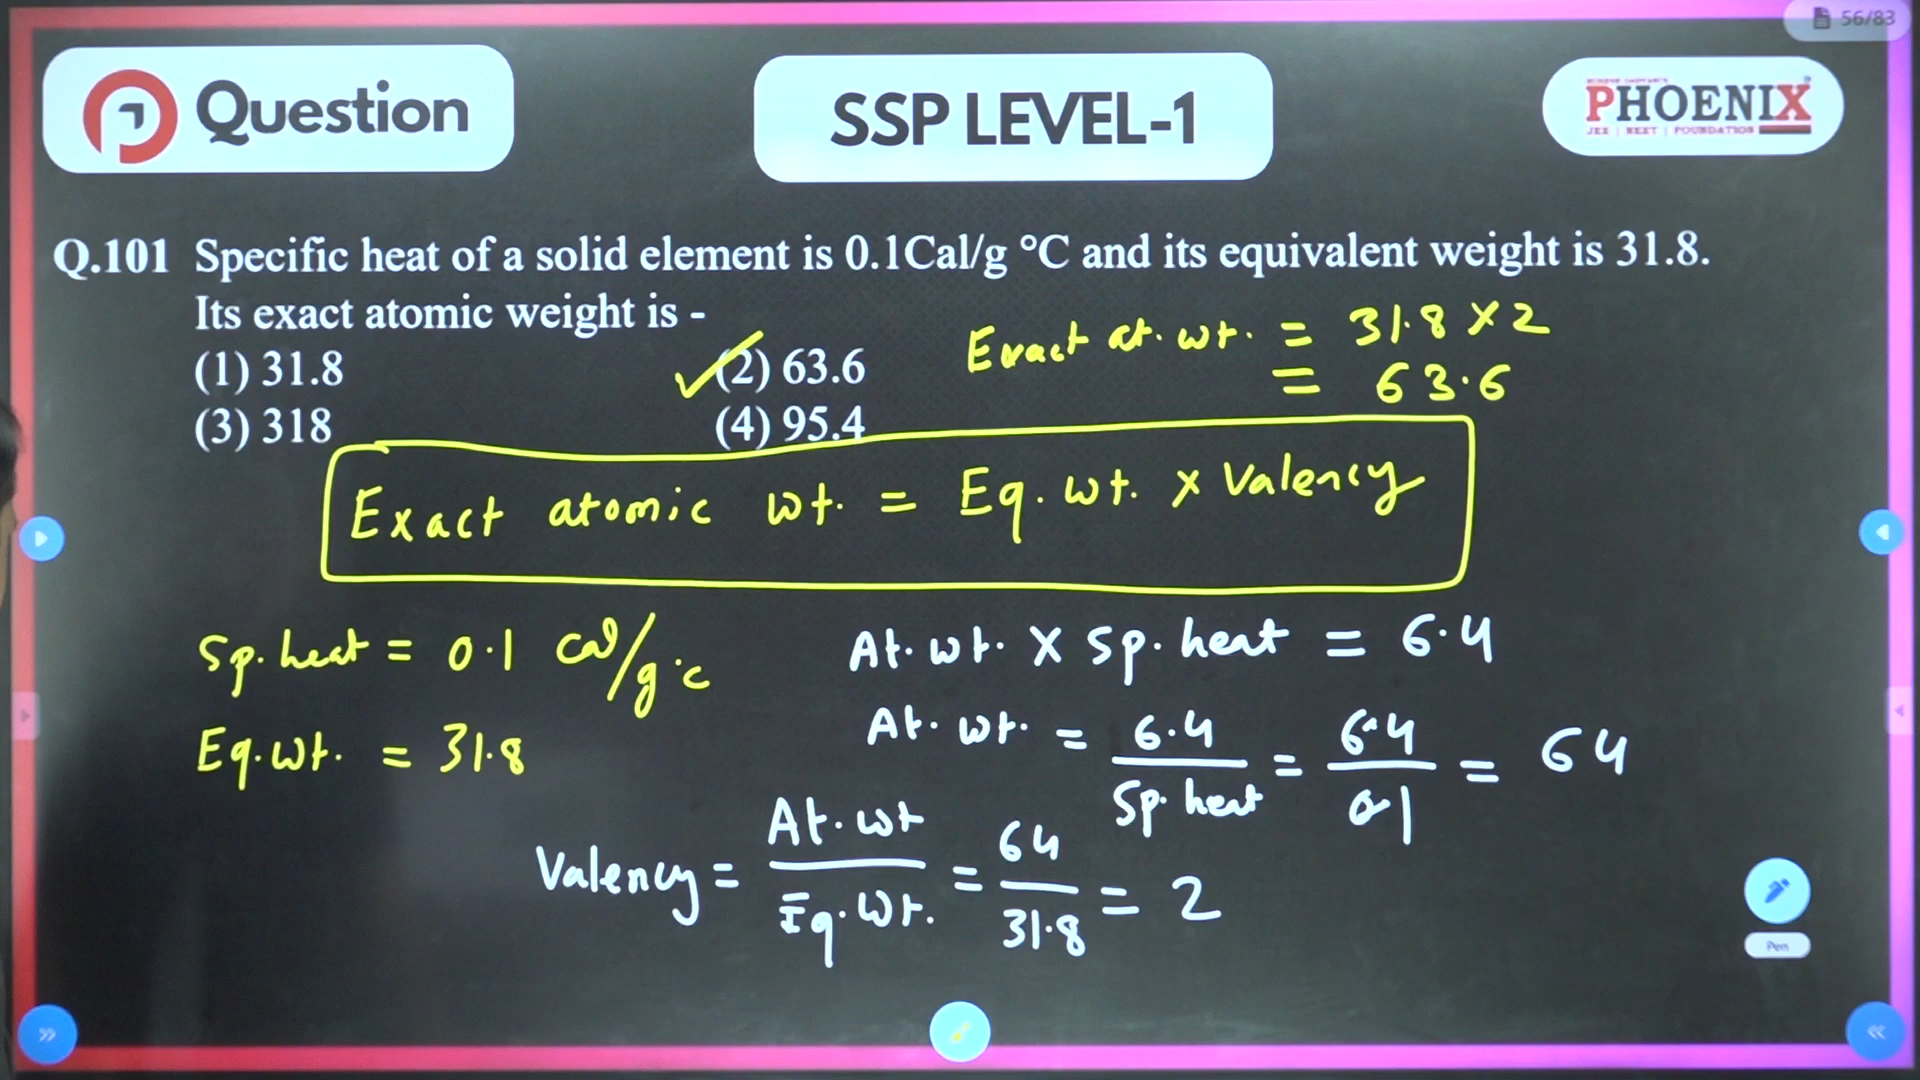 56/83
Question
SSP LEVEL-1
PHOENIX
JEE | NEET | FOUNDATION
Q.101 Specific heat of a solid element is 0.1Cal/g °C and its equivalent weight is 31.8.
Its exact atomic weight is -
(1) 31.8 (2) 63.6
(3) 318 (4) 95.4
Exact at. wt. = 31.8 × 2
= 63.6
Exact atomic wt. = Eq. wt. × Valency
Sp. heat = 0.1 cal/g°c
Eq. wt. = 31.8
At. wt. × Sp. heat = 6.4
At. wt. = 6.4/Sp. heat = 6.4/0.1 = 64
Valency = At. wt/Eq. wt. = 64/31.8 = 2
Pen